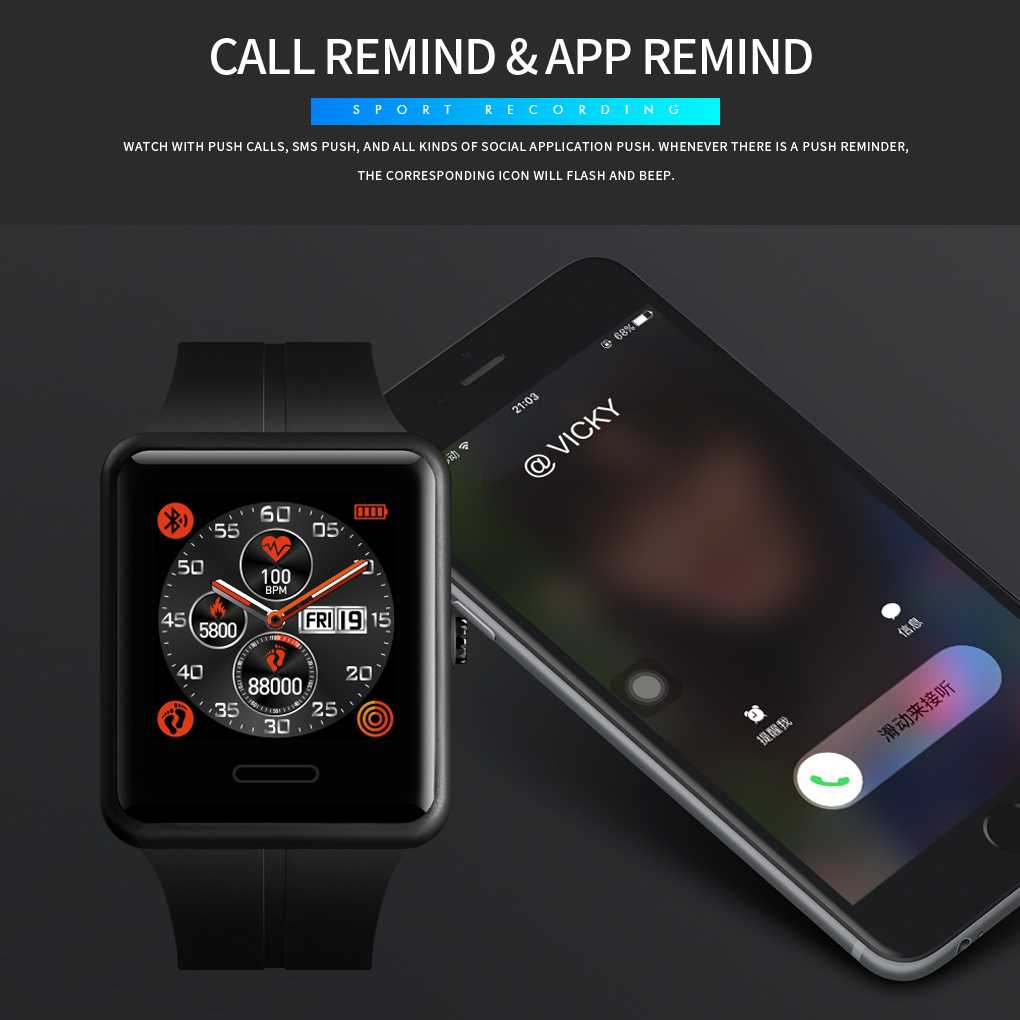 CALL REMIND & APP REMIND
SPORT RECORDING
WATCH WITH PUSH CALLS, SMS PUSH, AND ALL KINDS OF SOCIAL APPLICATION PUSH. WHENEVER THERE IS A PUSH REMINDER,
THE CORRESPONDING ICON WILL FLASH AND BEEP.
68%
21:03
动
@ VICKY
信息
提醒我
滑动来接听
60
55
05
50
100
BPM
45
5800
FRI 19
15
40
88000
20
35
25
30